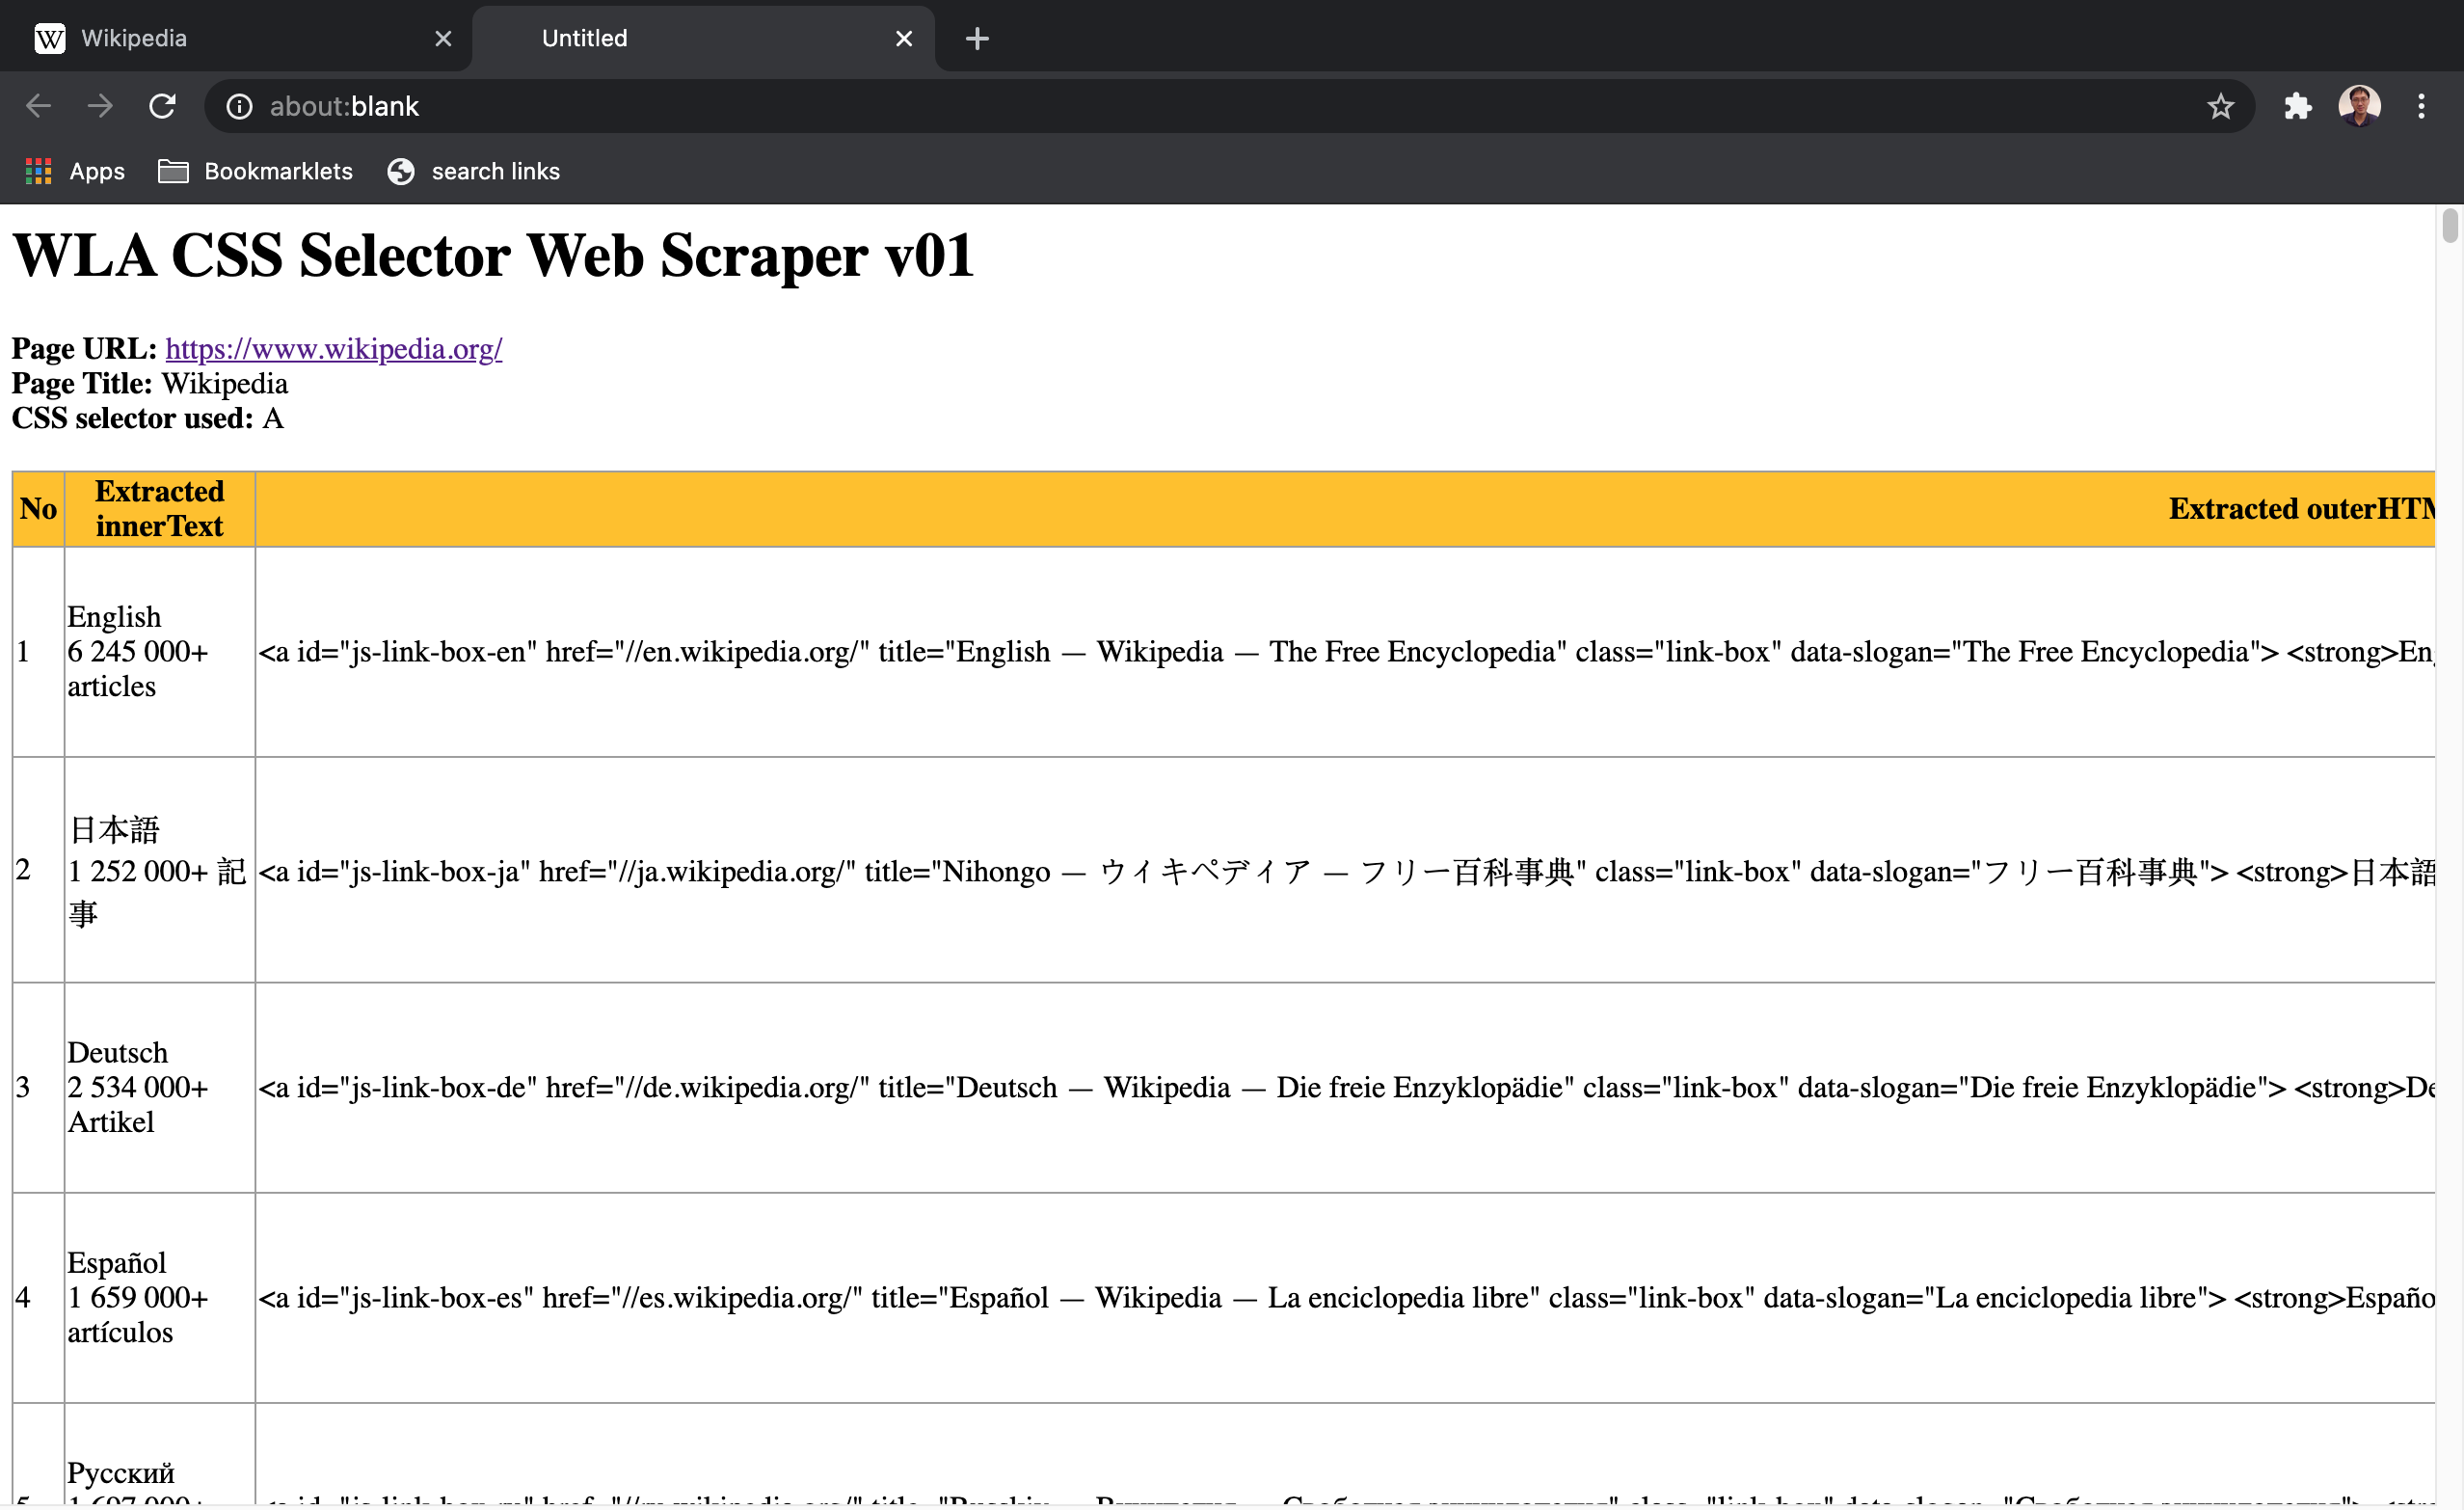 Wikipedia
Untitled
about:blank
Apps Bookmarklets search links
WLA CSS Selector Web Scraper v01
Page URL: https://www.wikipedia.org/
Page Title: Wikipedia
CSS selector used: A
No Extracted innerText Extracted
1 English 6 245 000+ articles <a id="js-link-box-en" href="//en.wikipedia.org/" title="English — Wikipedia — The Free Encyclopedia" class="link-box" data-slogan="The Free Encyclopedia"> <strong>
2 日本語 1 252 000+ 記事 <a id="js-link-box-ja" href="//ja.wikipedia.org/" title="Nihongo — ウィキペディア — フリー百科事典" class="link-box" data-slogan="フリー百科事典"> <strong>日本語
3 Deutsch 2 534 000+ Artikel <a id="js-link-box-de" href="//de.wikipedia.org/" title="Deutsch — Wikipedia — Die freie Enzyklopädie" class="link-box" data-slogan="Die freie Enzyklopädie"> <strong>
4 Español 1 659 000+ artículos <a id="js-link-box-es" href="//es.wikipedia.org/" title="Español — Wikipedia — La enciclopedia libre" class="link-box" data-slogan="La enciclopedia libre"> <strong>Españo
Русский